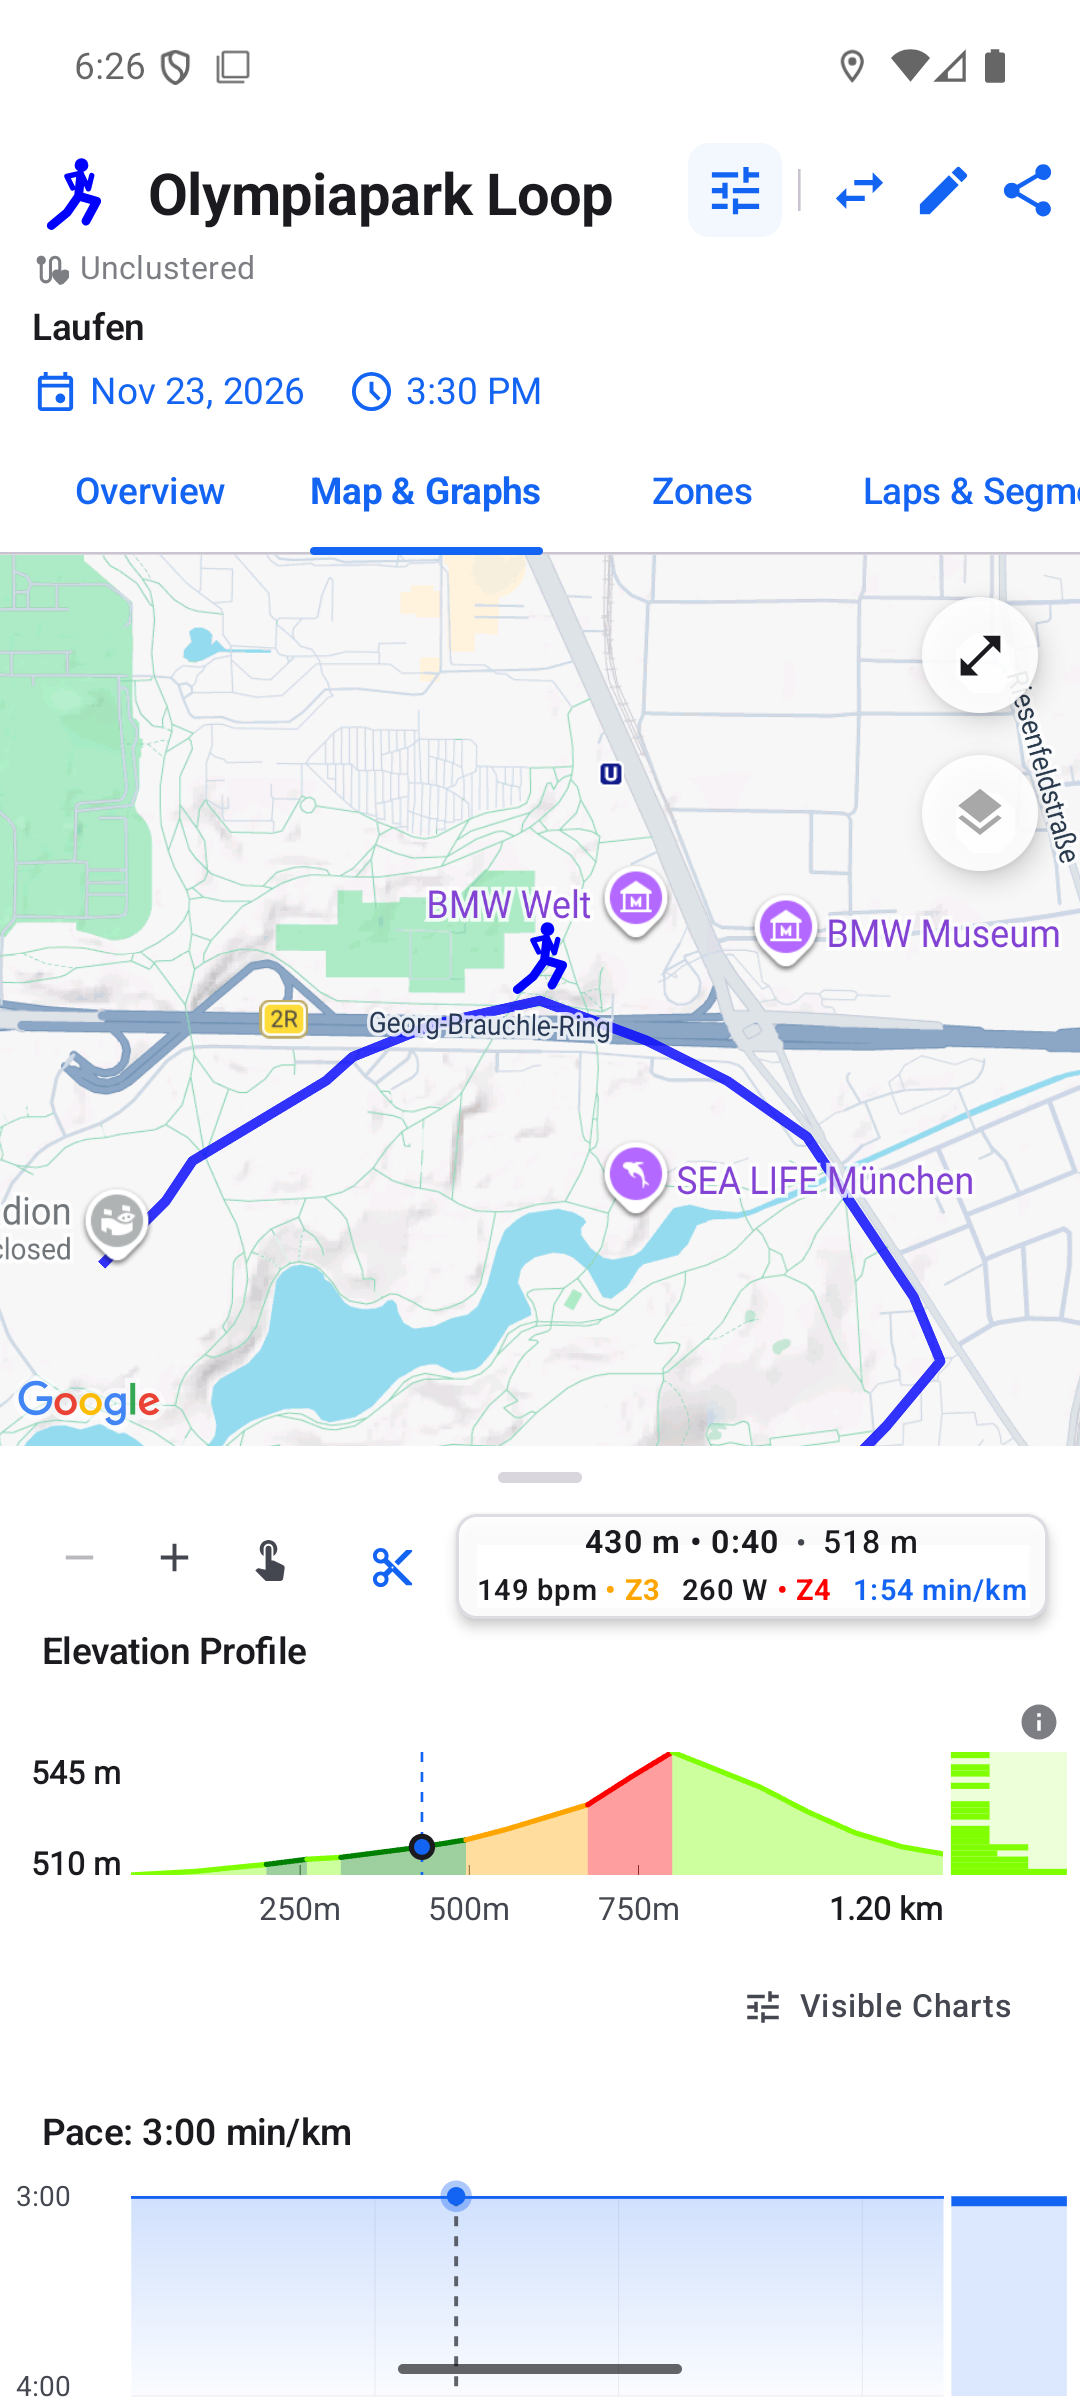 6:26
Olympiapark Loop
Unclustered
Laufen
Nov 23, 2026 3:30 PM
Overview Map & Graphs Zones Laps & Segme
Riesenfeldstraße
U
BMW Welt
BMW Museum
2R
Georg-Brauchle-Ring
SEA LIFE München
dion
closed
Google
430 m • 0:40 • 518 m
149 bpm • Z3 260 W • Z4 1:54 min/km
Elevation Profile
545 m
510 m
250m 500m 750m 1.20 km
Visible Charts
Pace: 3:00 min/km
3:00
4:00